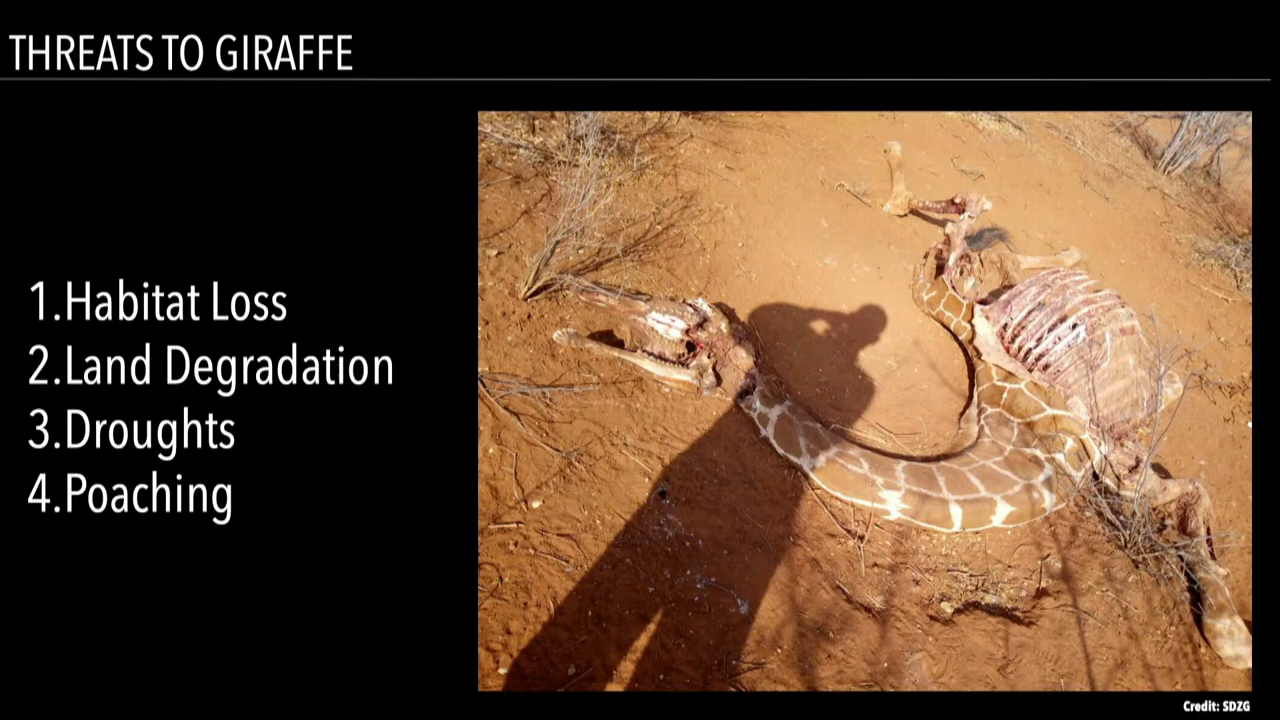 THREATS TO GIRAFFE
1.Habitat Loss
2.Land Degradation
3.Droughts
4.Poaching
Credit: SDZG